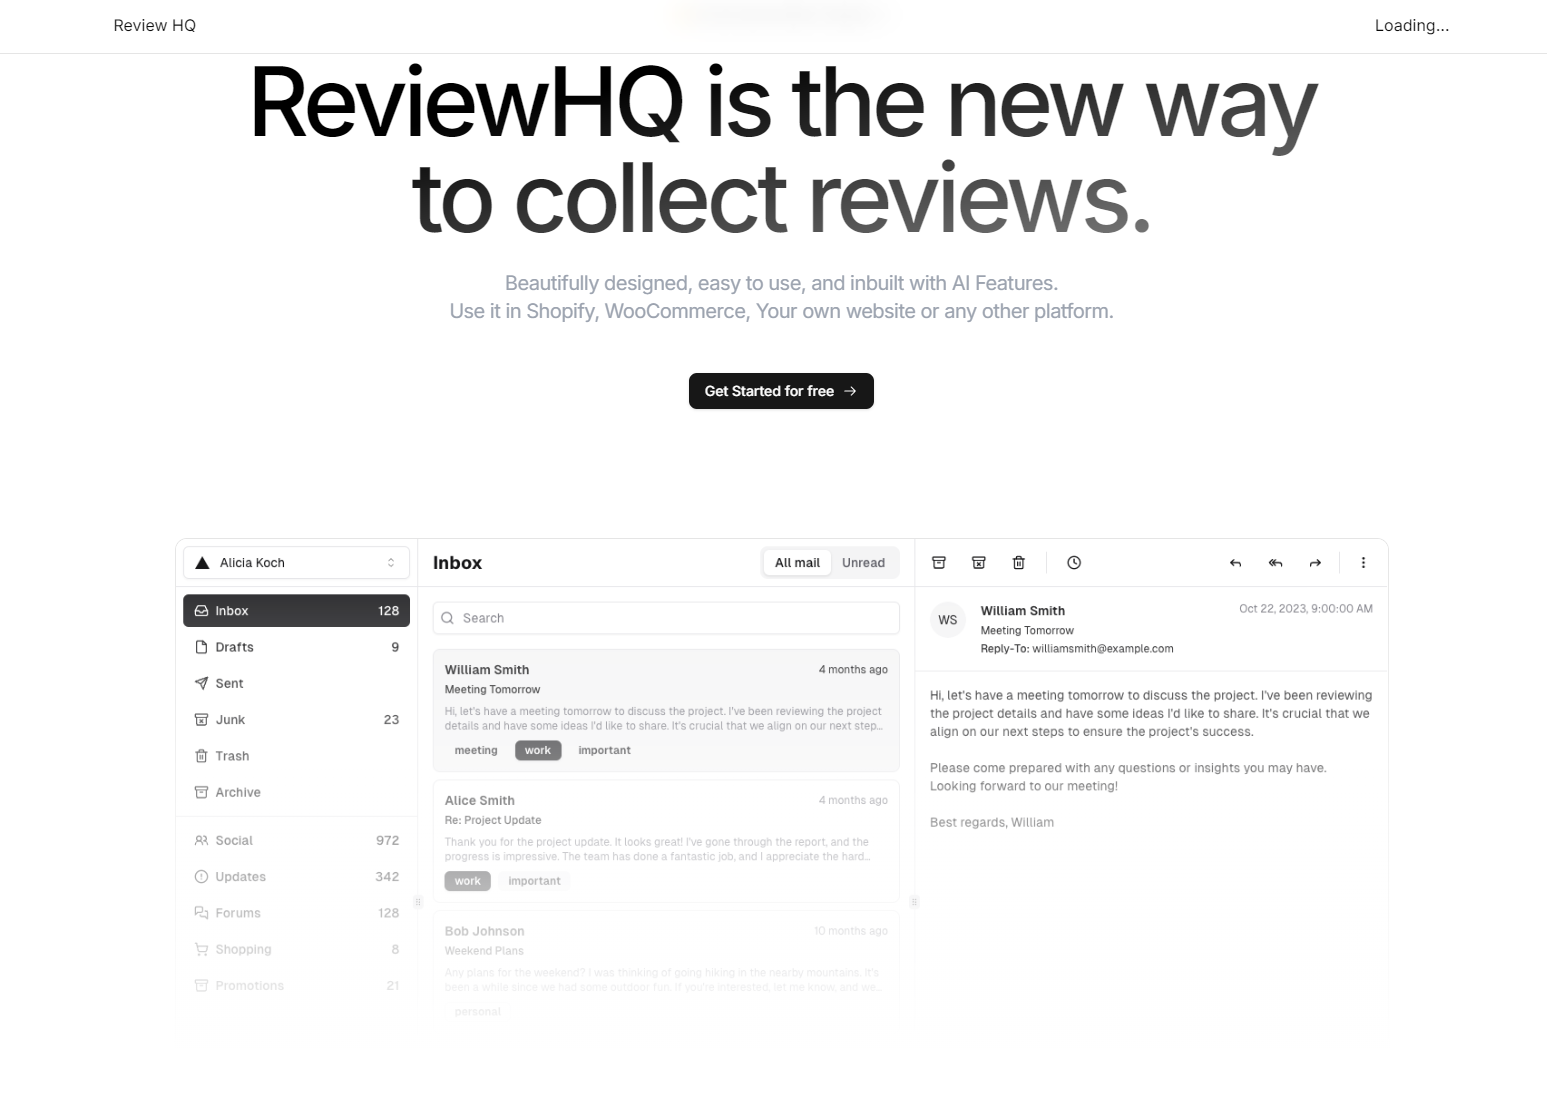 Review HQ
Loading...
ReviewHQ is the new way
to collect reviews.
Beautifully designed, easy to use, and inbuilt with AI Features.
Use it in Shopify, WooCommerce, Your own website or any other platform.
Get Started for free
Alicia Koch
Inbox 128
Drafts 9
Sent
Junk 23
Trash
Archive
Social 972
Updates 342
Forums 128
Shopping 8
Promotions 21
Inbox
All mail Unread
Search
William Smith 4 months ago
Meeting Tomorrow
Hi, let's have a meeting tomorrow to discuss the project. I've been reviewing the project
details and have some ideas I'd like to share. It's crucial that we align on our next step...
meeting work important
Alice Smith 4 months ago
Re: Project Update
Thank you for the project update. It looks great! I've gone through the report, and the
progress is impressive. The team has done a fantastic job, and I appreciate the hard...
work important
Bob Johnson 10 months ago
Weekend Plans
Any plans for the weekend? I was thinking of going hiking in the nearby mountains. It's
been a while since we had some outdoor fun. If you're interested, let me know, and we...
personal
WS
William Smith Oct 22, 2023, 9:00:00 AM
Meeting Tomorrow
Reply-To: williamsmith@example.com
Hi, let's have a meeting tomorrow to discuss the project. I've been reviewing
the project details and have some ideas I'd like to share. It's crucial that we
align on our next steps to ensure the project's success.
Please come prepared with any questions or insights you may have.
Looking forward to our meeting!
Best regards, William